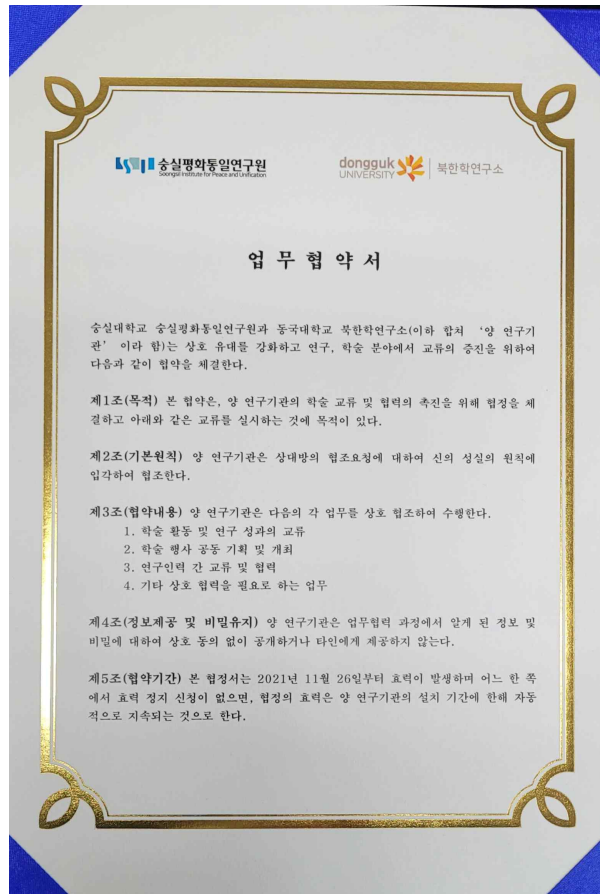 숭실평화통일연구원
Soongsil Institute for Peace and Unification
dongguk
UNIVERSITY
북한학연구소
업무협약서
숭실대학교 숭실평화통일연구원과 동국대학교 북한학연구소(이하 합쳐 ‘양 연구기
관’ 이라 함)는 상호 유대를 강화하고 연구, 학술 분야에서 교류의 증진을 위하여
다음과 같이 협약을 체결한다.
제1조(목적) 본 협약은, 양 연구기관의 학술 교류 및 협력의 촉진을 위해 협정을 체
결하고 아래와 같은 교류를 실시하는 것에 목적이 있다.
제2조(기본원칙) 양 연구기관은 상대방의 협조요청에 대하여 신의 성실의 원칙에
입각하여 협조한다.
제3조(협약내용) 양 연구기관은 다음의 각 업무를 상호 협조하여 수행한다.
1. 학술 활동 및 연구 성과의 교류
2. 학술 행사 공동 기획 및 개최
3. 연구인력 간 교류 및 협력
4. 기타 상호 협력을 필요로 하는 업무
제4조(정보제공 및 비밀유지) 양 연구기관은 업무협력 과정에서 알게 된 정보 및
비밀에 대하여 상호 동의 없이 공개하거나 타인에게 제공하지 않는다.
제5조(협약기간) 본 협정서는 2021년 11월 26일부터 효력이 발생하며 어느 한 쪽
에서 효력 정지 신청이 없으면, 협정의 효력은 양 연구기관의 설치 기간에 한해 자동
적으로 지속되는 것으로 한다.